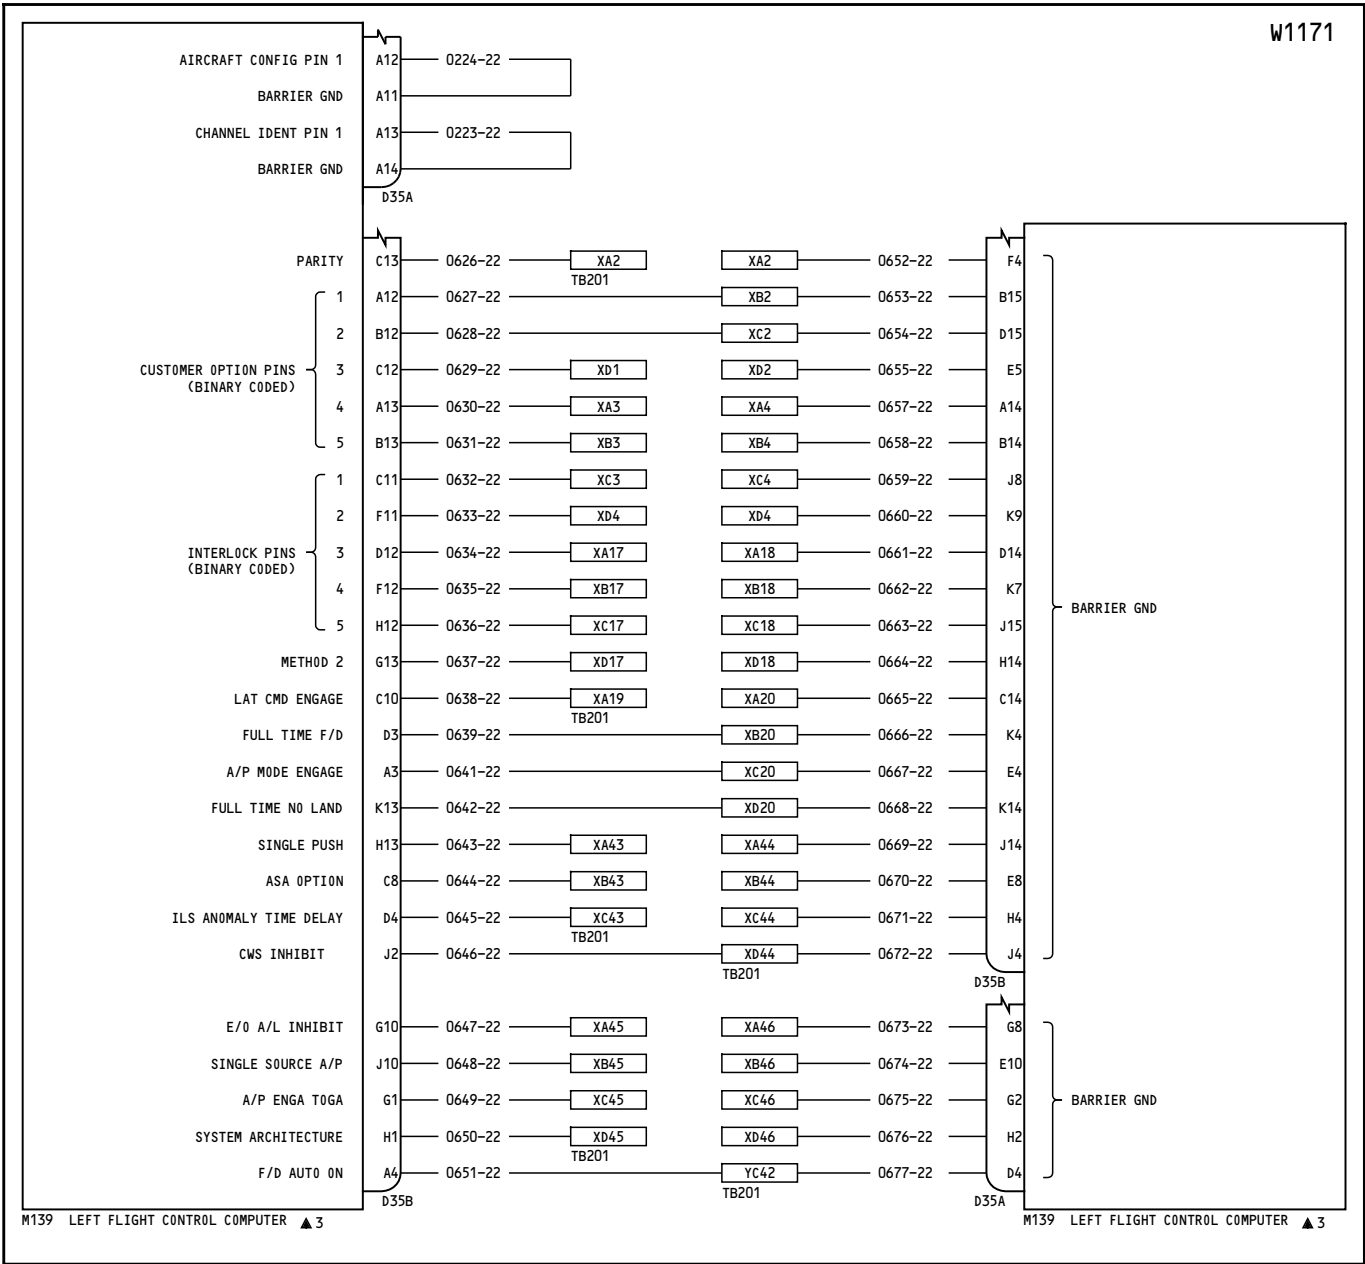 W1171
AIRCRAFT CONFIG PIN 1 A12 0224-22
BARRIER GND A11
CHANNEL IDENT PIN 1 A13 0223-22
BARRIER GND A14
D35A
PARITY C13 0626-22 XA2 XA2 0652-22 F4
TB201
1 A12 0627-22 XB2 0653-22 B15
2 B12 0628-22 XC2 0654-22 D15
CUSTOMER OPTION PINS 3 C12 0629-22 XD1 XD2 0655-22 E5
(BINARY CODED)
4 A13 0630-22 XA3 XA4 0657-22 A14
5 B13 0631-22 XB3 XB4 0658-22 B14
1 C11 0632-22 XC3 XC4 0659-22 J8
2 F11 0633-22 XD4 XD4 0660-22 K9
INTERLOCK PINS 3 D12 0634-22 XA17 XA18 0661-22 D14
(BINARY CODED)
4 F12 0635-22 XB17 XB18 0662-22 K7
BARRIER GND
5 H12 0636-22 XC17 XC18 0663-22 J15
METHOD 2 G13 0637-22 XD17 XD18 0664-22 H14
LAT CMD ENGAGE C10 0638-22 XA19 XA20 0665-22 C14
TB201
FULL TIME F/D D3 0639-22 XB20 0666-22 K4
A/P MODE ENGAGE A3 0641-22 XC20 0667-22 E4
FULL TIME NO LAND K13 0642-22 XD20 0668-22 K14
SINGLE PUSH H13 0643-22 XA43 XA44 0669-22 J14
ASA OPTION C8 0644-22 XB43 XB44 0670-22 E8
ILS ANOMALY TIME DELAY D4 0645-22 XC43 XC44 0671-22 H4
TB201
CWS INHIBIT J2 0646-22 XD44 0672-22 J4
TB201
D35B
E/O A/L INHIBIT G10 0647-22 XA45 XA46 0673-22 G8
SINGLE SOURCE A/P J10 0648-22 XB45 XB46 0674-22 E10
A/P ENGA TOGA G1 0649-22 XC45 XC46 0675-22 G2 BARRIER GND
SYSTEM ARCHITECTURE H1 0650-22 XD45 XD46 0676-22 H2
TB201
F/D AUTO ON A4 0651-22 YC42 0677-22 D4
TB201
D35B D35A
M139 LEFT FLIGHT CONTROL COMPUTER ▲ 3 M139 LEFT FLIGHT CONTROL COMPUTER ▲ 3